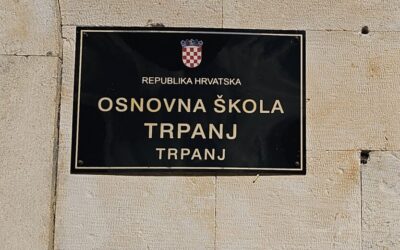 REPUBLIKA HRVATSKA
OSNOVNA ŠKOLA
TRPANJ
TRPANJ